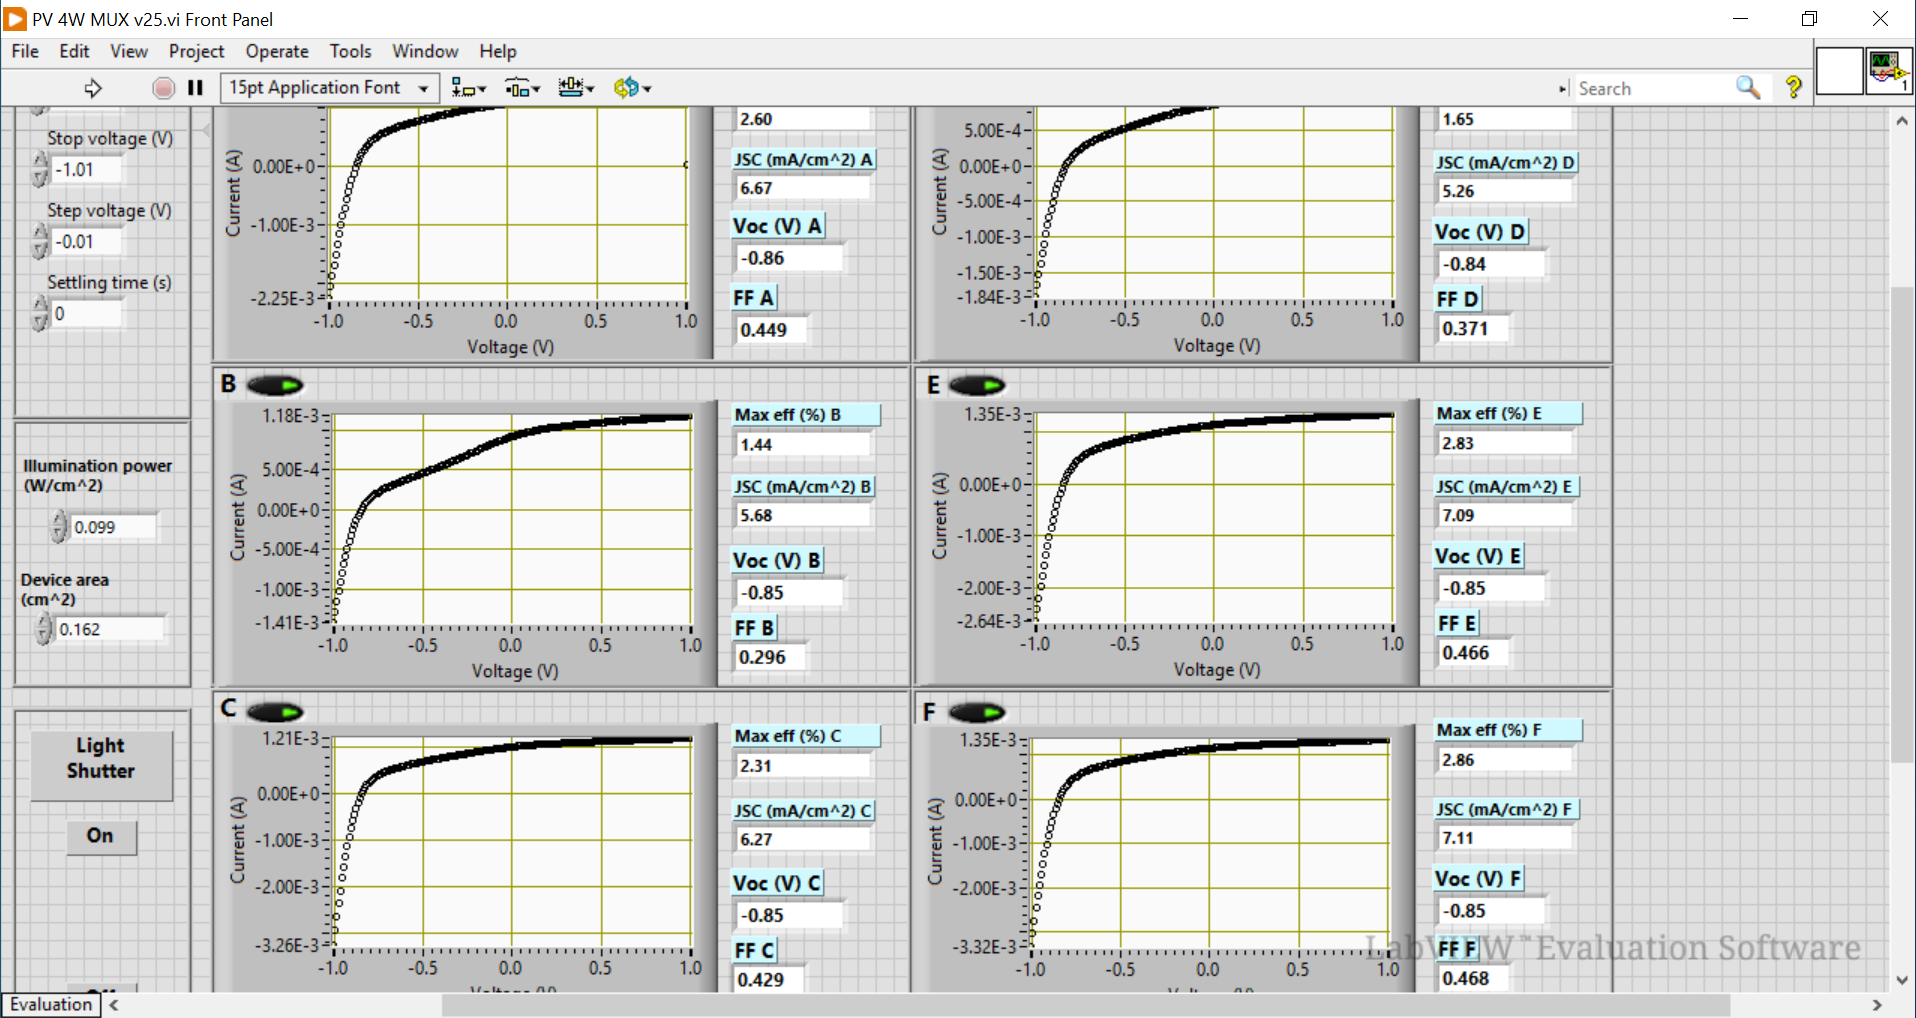 PV 4W MUX v25.vi Front Panel
File Edit View Project Operate Tools Window Help
15pt Application Font
Search
1
Stop voltage (V)
-1.01
Step voltage (V)
-0.01
Settling time (s)
0
Illumination power
(W/cm^2)
0.099
Device area
(cm^2)
0.162
Light
Shutter
On
Current (A)
0.00E+0
-1.00E-3
-2.25E-3
-1.0 -0.5 0.0 0.5 1.0
Voltage (V)
2.60
JSC (mA/cm^2) A
6.67
Voc (V) A
-0.86
FF A
0.449
Current (A)
5.00E-4
0.00E+0
-5.00E-4
-1.00E-3
-1.50E-3
-1.84E-3
-1.0 -0.5 0.0 0.5 1.0
Voltage (V)
1.65
JSC (mA/cm^2) D
5.26
Voc (V) D
-0.84
FF D
0.371
B
Current (A)
1.18E-3
5.00E-4
0.00E+0
-5.00E-4
-1.00E-3
-1.41E-3
-1.0 -0.5 0.0 0.5 1.0
Voltage (V)
Max eff (%) B
1.44
JSC (mA/cm^2) B
5.68
Voc (V) B
-0.85
FF B
0.296
E
Current (A)
1.35E-3
0.00E+0
-1.00E-3
-2.00E-3
-2.64E-3
-1.0 -0.5 0.0 0.5 1.0
Voltage (V)
Max eff (%) E
2.83
JSC (mA/cm^2) E
7.09
Voc (V) E
-0.85
FF E
0.466
C
Current (A)
1.21E-3
0.00E+0
-1.00E-3
-2.00E-3
-3.26E-3
-1.0 -0.5 0.0 0.5 1.0
Max eff (%) C
2.31
JSC (mA/cm^2) C
6.27
Voc (V) C
-0.85
FF C
0.429
F
Current (A)
1.35E-3
0.00E+0
-1.00E-3
-2.00E-3
-3.32E-3
-1.0 -0.5 0.0 0.5 1.0
Max eff (%) F
2.86
JSC (mA/cm^2) F
7.11
Voc (V) F
-0.85
FF F
0.468
LabVIEW™ Evaluation Software
Evaluation